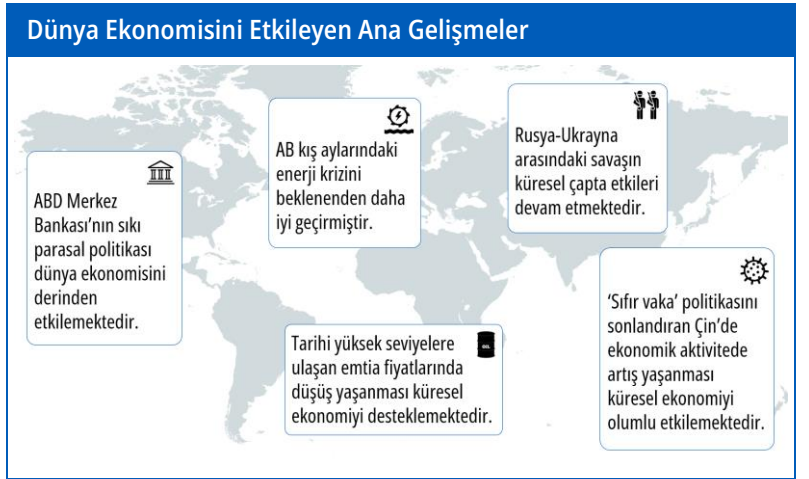 Dünya Ekonomisini Etkileyen Ana Gelişmeler
ABD Merkez
Bankası'nın sıkı
parasal politikası
dünya ekonomisini
derinden
etkilemektedir.
AB kış aylarındaki
enerji krizini
beklenenden daha
iyi geçirmiştir.
Rusya-Ukrayna
arasındaki savaşın
küresel çapta etkileri
devam etmektedir.
Tarihi yüksek seviyelere
ulaşan emtia fiyatlarında
düşüş yaşanması küresel
ekonomiyi desteklemektedir.
'Sıfır vaka' politikasını
sonlandıran Çin'de
ekonomik aktivitede
artış yaşanması
küresel ekonomiyi
olumlu etkilemektedir.